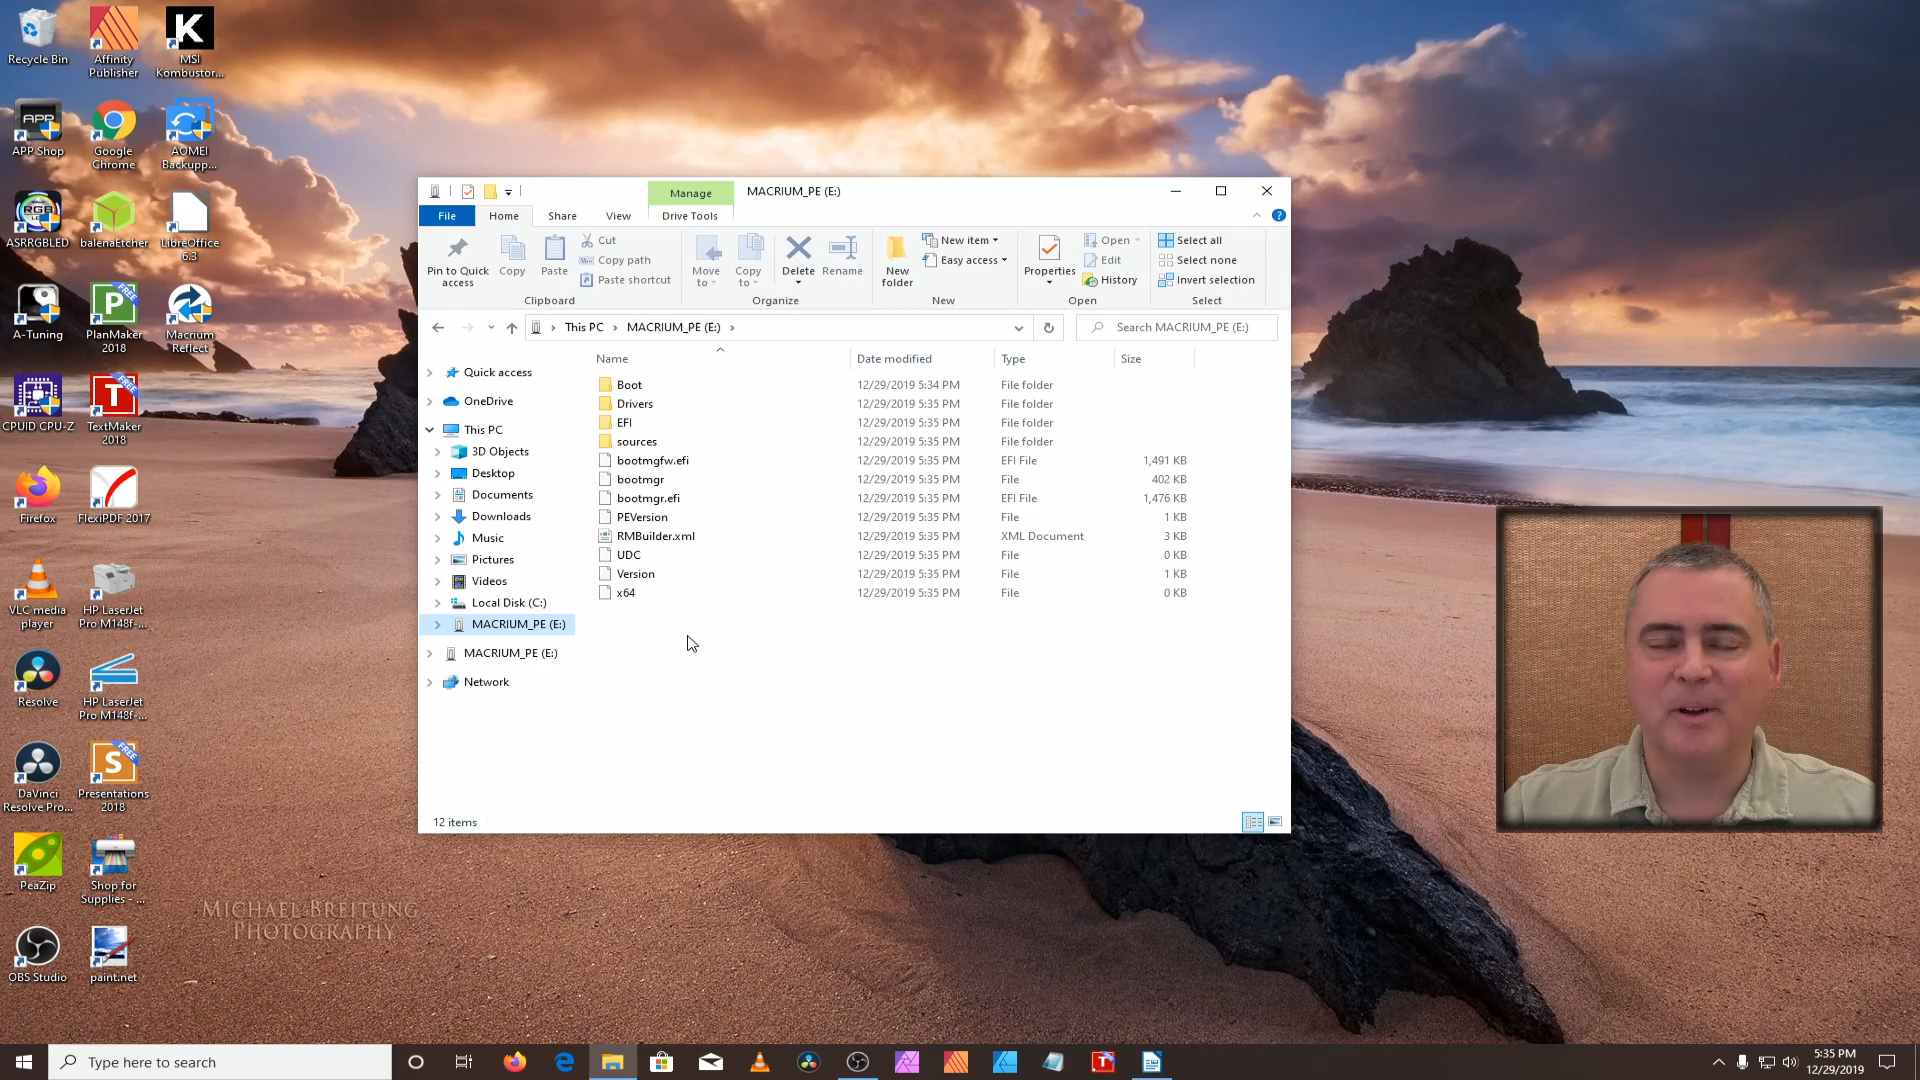 Recycle Bin
Affinity
Publisher
MSI
Kombustor...
APP
APP Shop
Google
Chrome
AOMEI
Backupp...
RGB
ASRRGBLED
balenaEtcher
LibreOffice
6.3
A-Tuning
FREE
PlanMaker
2018
Macrium
Reflect
CPUID CPU-Z
FREE
TextMaker
2018
Firefox
FlexiPDF 2017
VLC media
player
HP LaserJet
Pro M148f-...
Resolve
HP LaserJet
Pro M148f-...
DaVinci
Resolve Pro...
FREE
Presentations
2018
PeaZip
Shop for
Supplies - ...
OBS Studio
paint.net
Michael Breitung
Photography
Manage
MACRIUM_PE (E:)
File
Home
Share
View
Drive Tools
Pin to Quick
access
Copy
Paste
Cut
Copy path
Paste shortcut
Clipboard
Move
to
Copy
to
Delete
Rename
Organize
New
folder
New item
Easy access
New
Properties
Open
Edit
History
Open
Select all
Select none
Invert selection
Select
This PC
MACRIUM_PE (E:)
Search MACRIUM_PE (E:)
Quick access
OneDrive
This PC
3D Objects
Desktop
Documents
Downloads
Music
Pictures
Videos
Local Disk (C:)
MACRIUM_PE (E:)
MACRIUM_PE (E:)
Network
Name Date modified Type Size
Boot 12/29/2019 5:34 PM File folder
Drivers 12/29/2019 5:35 PM File folder
EFI 12/29/2019 5:35 PM File folder
sources 12/29/2019 5:35 PM File folder
bootmgfw.efi 12/29/2019 5:35 PM EFI File 1,491 KB
bootmgr 12/29/2019 5:35 PM File 402 KB
bootmgr.efi 12/29/2019 5:35 PM EFI File 1,476 KB
PEVersion 12/29/2019 5:35 PM File 1 KB
RMBuilder.xml 12/29/2019 5:35 PM XML Document 3 KB
UDC 12/29/2019 5:35 PM File 0 KB
Version 12/29/2019 5:35 PM File 1 KB
x64 12/29/2019 5:35 PM File 0 KB
12 items
Type here to search
5:35 PM
12/29/2019